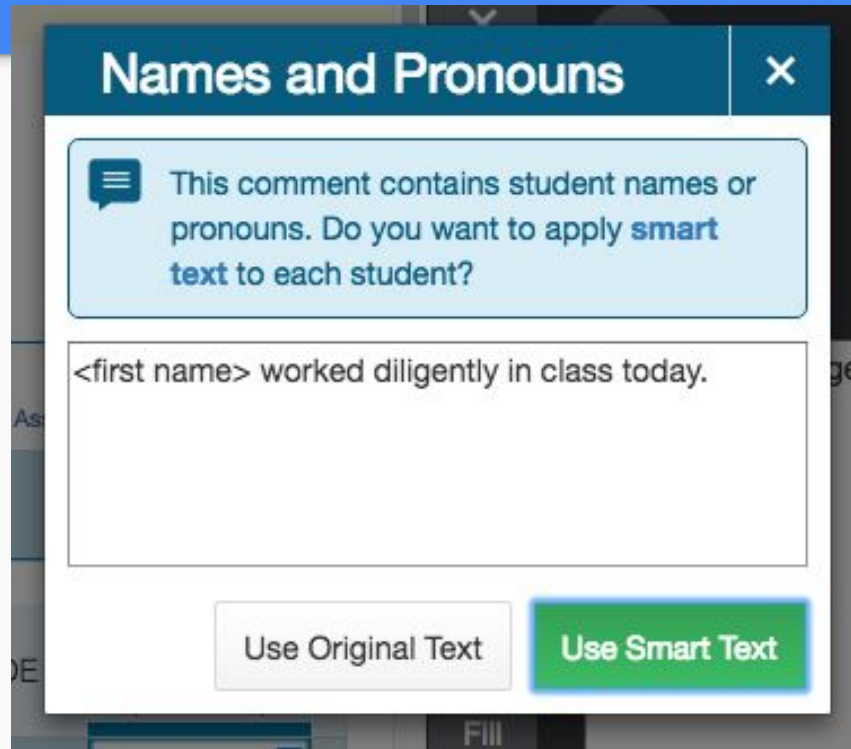 Names and Pronouns
This comment contains student names or
pronouns. Do you want to apply smart
text to each student?
<first name> worked diligently in class today.
Use Original Text
Use Smart Text
Fill